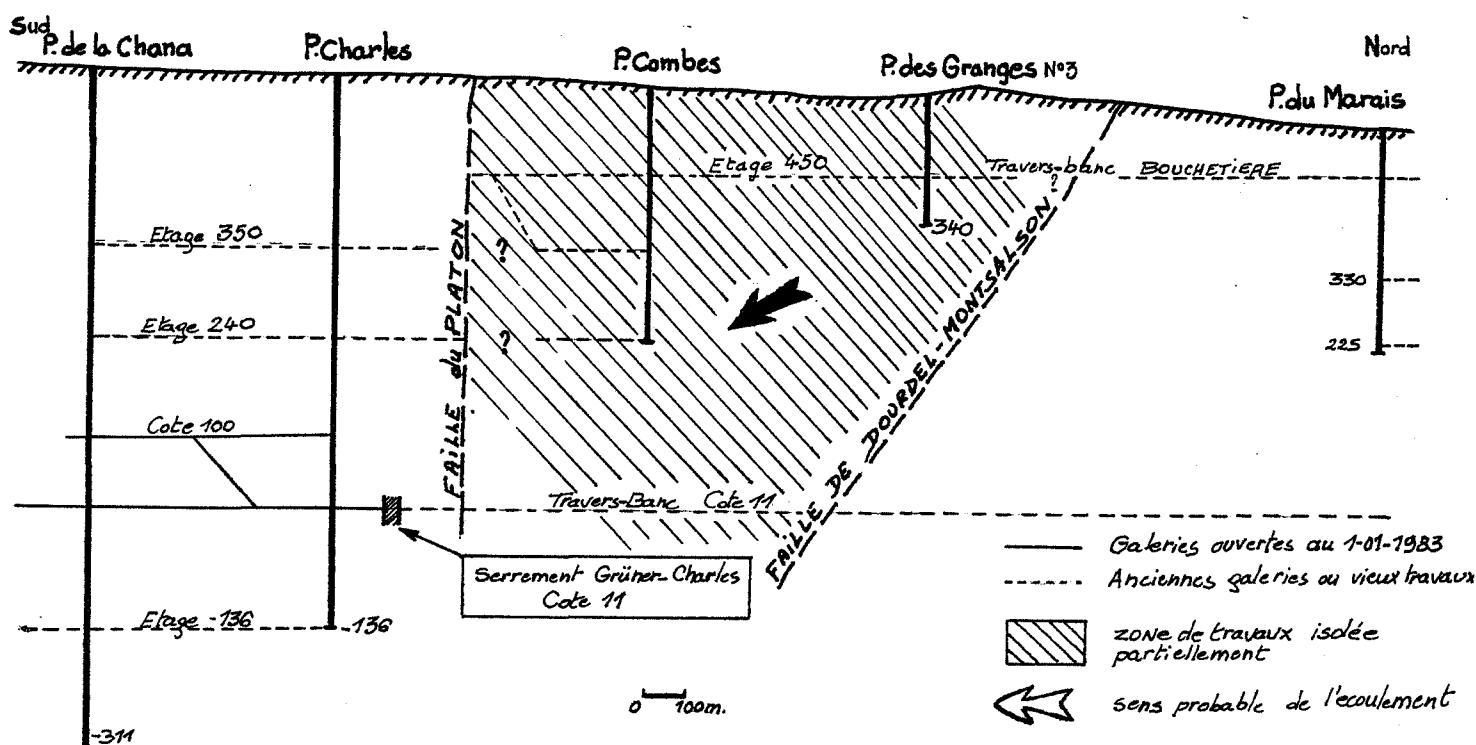 Sud
P. de la Chana
P. Charles
P. Combes
P. des Granges N°3
Nord
P. du Marais
Etage 450
Travers-banc BOUCHETIERE
?
Etage 350
?
340
330
Etage 240
?
225
FAILLE du PLATON
FAILLE DE DOURDEL-MONTSALSON
Cote 100
Travers-Banc Cote 11
Serrement Grüner-Charles
Cote 11
Etage -136
-136
-311
0 100m.
Galeries ouvertes au 1-01-1983
Anciennes galeries ou vieux travaux
zone de travaux isolée
partiellement
sens probable de l'ecoulement